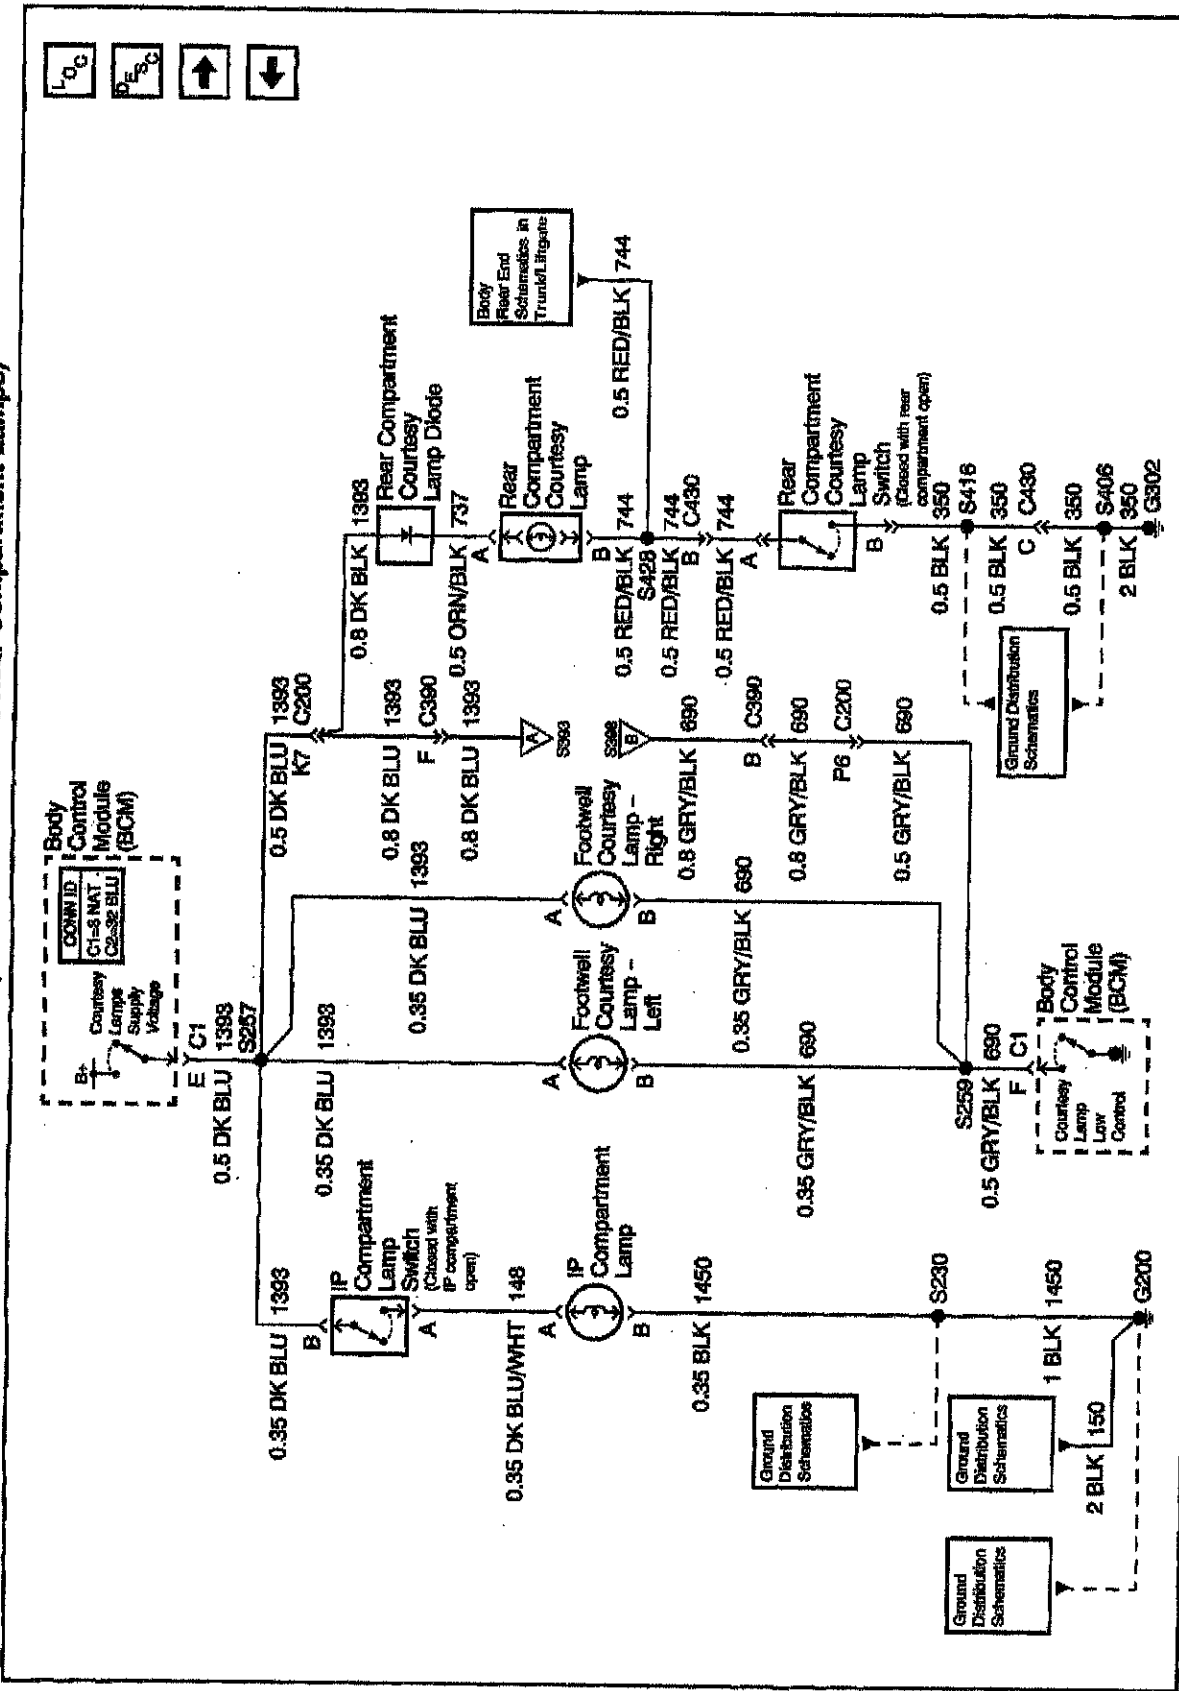 LOC
DESC
Body
Control
Module
(BCM)
CONN ID
C1=8 NAT
C2=32 BLU
B+
Courtesy
Lamps
Supply
Voltage
E
C1
0.5 DK BLU
1393
S257
0.35 DK BLU
1393
B
IP
Compartment
Lamp
Switch
(Closed with
IP compartment
open)
A
0.35 DK BLU/WHT
148
A
IP
Compartment
Lamp
B
0.35 BLK
1450
S230
1 BLK
1450
G200
2 BLK
150
Ground
Distribution
Schematics
Ground
Distribution
Schematics
Ground
Distribution
Schematics
0.35 DK BLU
1393
A
Footwell
Courtesy
Lamp –
Left
B
0.35 GRY/BLK
690
0.35 DK BLU
1393
A
Footwell
Courtesy
Lamp –
Right
B
0.35 GRY/BLK
690
S259
0.5 GRY/BLK
690
F
C1
Body
Control
Module
(BCM)
Courtesy
Lamp
Low
Control
0.5 DK BLU
1393
K7
C200
0.8 DK BLU
1393
F
C390
0.8 DK BLU
1393
A
S393
S398
B
0.8 GRY/BLK
690
B
C390
0.8 GRY/BLK
690
P6
C200
0.5 GRY/BLK
690
0.8 DK BLK
1393
Rear Compartment
Courtesy
Lamp Diode
0.5 ORN/BLK
737
A
Rear
Compartment
Courtesy
Lamp
B
0.5 RED/BLK
744
S428
Body
Rear End
Schematics in
Trunk/Liftgate
0.5 RED/BLK
744
0.5 RED/BLK
744
B
C430
0.5 RED/BLK
744
A
Rear
Compartment
Courtesy
Lamp
Switch
(Closed with rear
compartment open)
B
0.5 BLK
350
S416
0.5 BLK
350
C
C430
0.5 BLK
350
S406
2 BLK
350
G302
Ground Distribution
Schematics